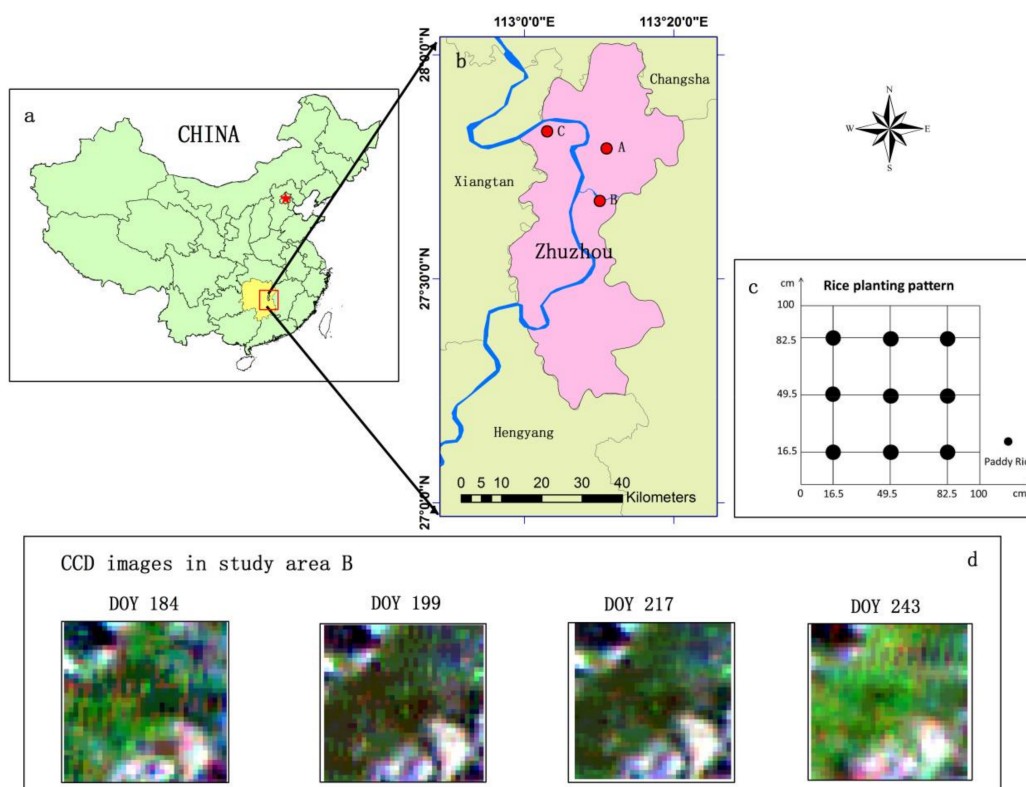 a
CHINA
113°0'0"E 113°20'0"E
28°0'0"N
27°30'0"N
27°0'0"N
b
Changsha
C
A
Xiangtan
B
Zhuzhou
Hengyang
0 5 10 20 30 40
Kilometers
N
W E
S
c
cm
Rice planting pattern
100
82.5
49.5
16.5
0 16.5 49.5 82.5 100
cm
Paddy Ric
CCD images in study area B
d
DOY 184 DOY 199 DOY 217 DOY 243